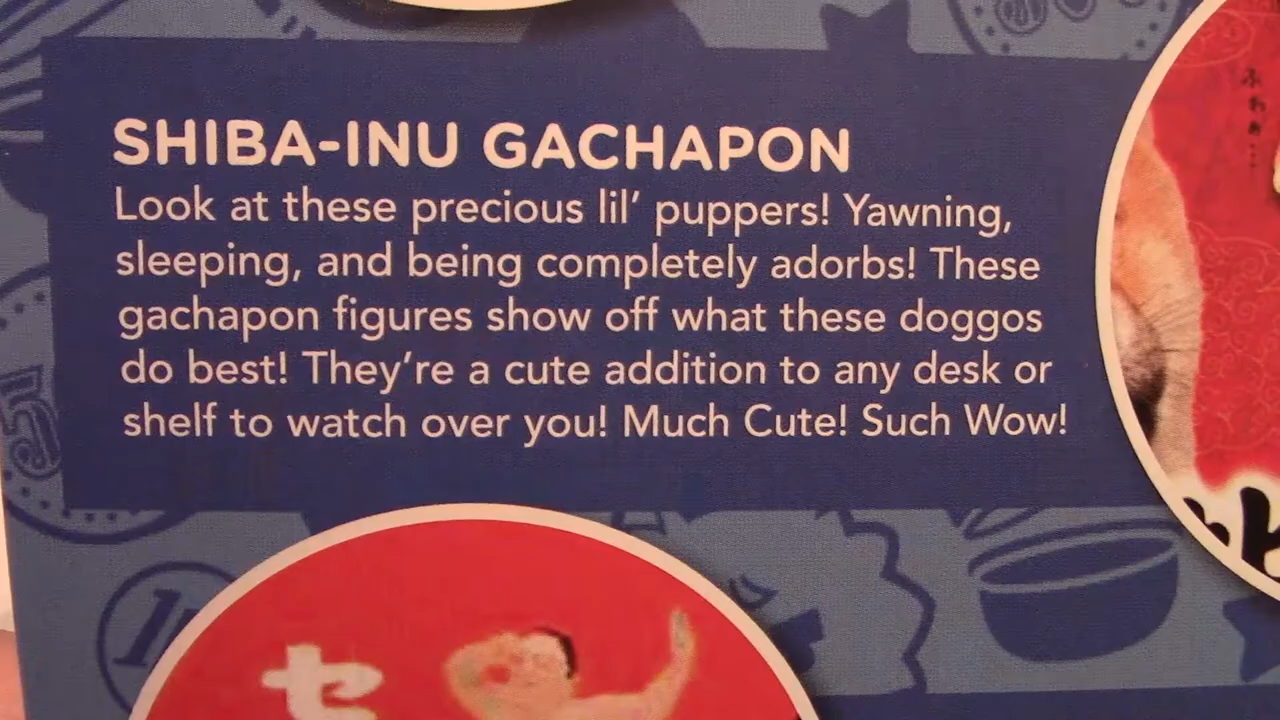 SHIBA-INU GACHAPON
Look at these precious lil’ puppers! Yawning,
sleeping, and being completely adorbs! These
gachapon figures show off what these doggos
do best! They’re a cute addition to any desk or
shelf to watch over you! Much Cute! Such Wow!
セ